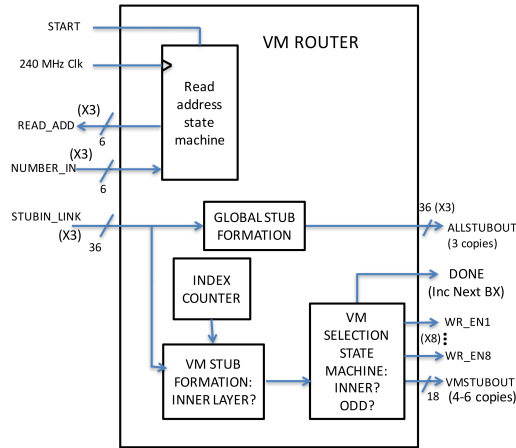 START
VM ROUTER
240 MHz Clk
Read
address
state
machine
(X3)
READ_ADD
6
(X3)
NUMBER_IN
6
STUBIN_LINK
(X3)
36
GLOBAL STUB
FORMATION
36 (X3)
ALLSTUBOUT
(3 copies)
INDEX
COUNTER
DONE
(Inc Next BX)
VM
SELECTION
STATE
MACHINE:
INNER?
ODD?
WR_EN1
(X8)
WR_EN8
VM STUB
FORMATION:
INNER LAYER?
VMSTUBOUT
18
(4-6 copies)